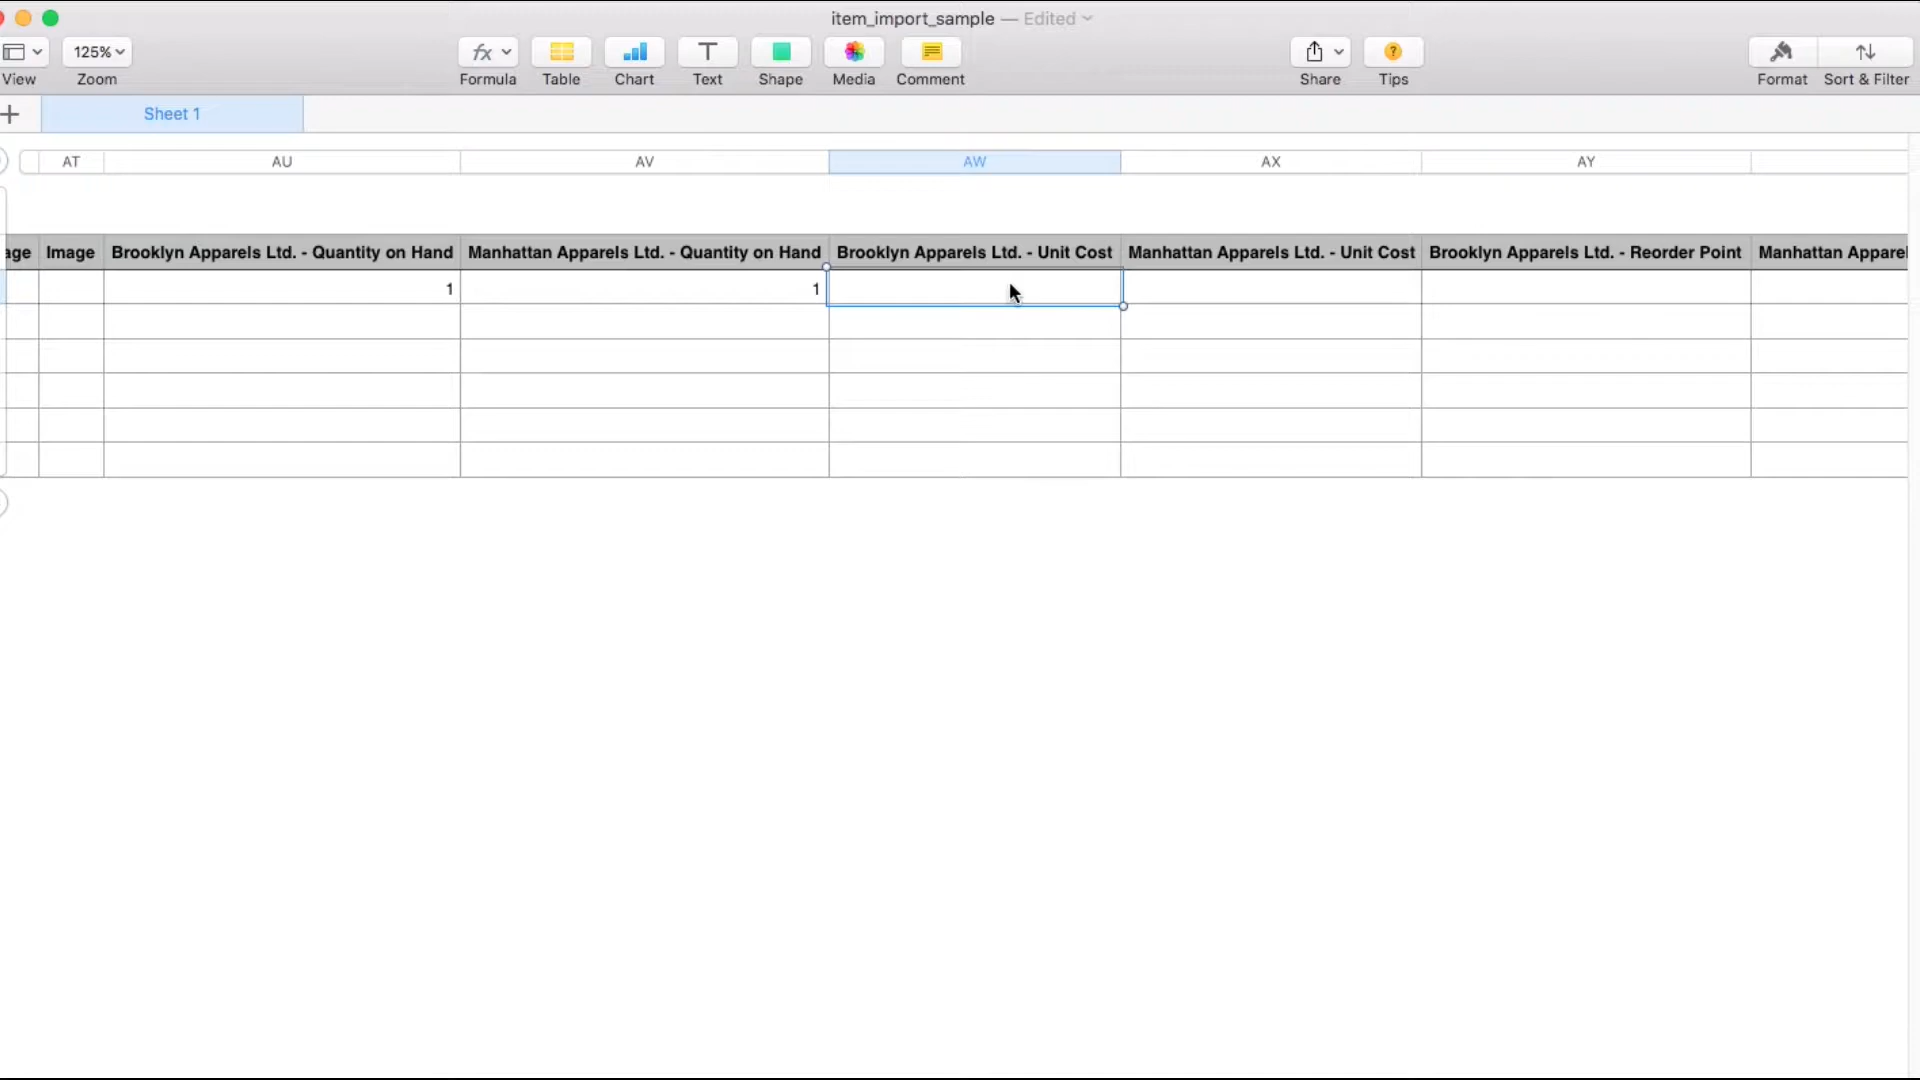 item_import_sample — Edited
125%
View
Zoom
Formula
Table
Chart
Text
Shape
Media
Comment
Share
Tips
Format
Sort & Filter
Sheet 1
AT
AU
AV
AW
AX
AY
age
Image
Brooklyn Apparels Ltd. - Quantity on Hand
Manhattan Apparels Ltd. - Quantity on Hand
Brooklyn Apparels Ltd. - Unit Cost
Manhattan Apparels Ltd. - Unit Cost
Brooklyn Apparels Ltd. - Reorder Point
Manhattan Apparel
1
1